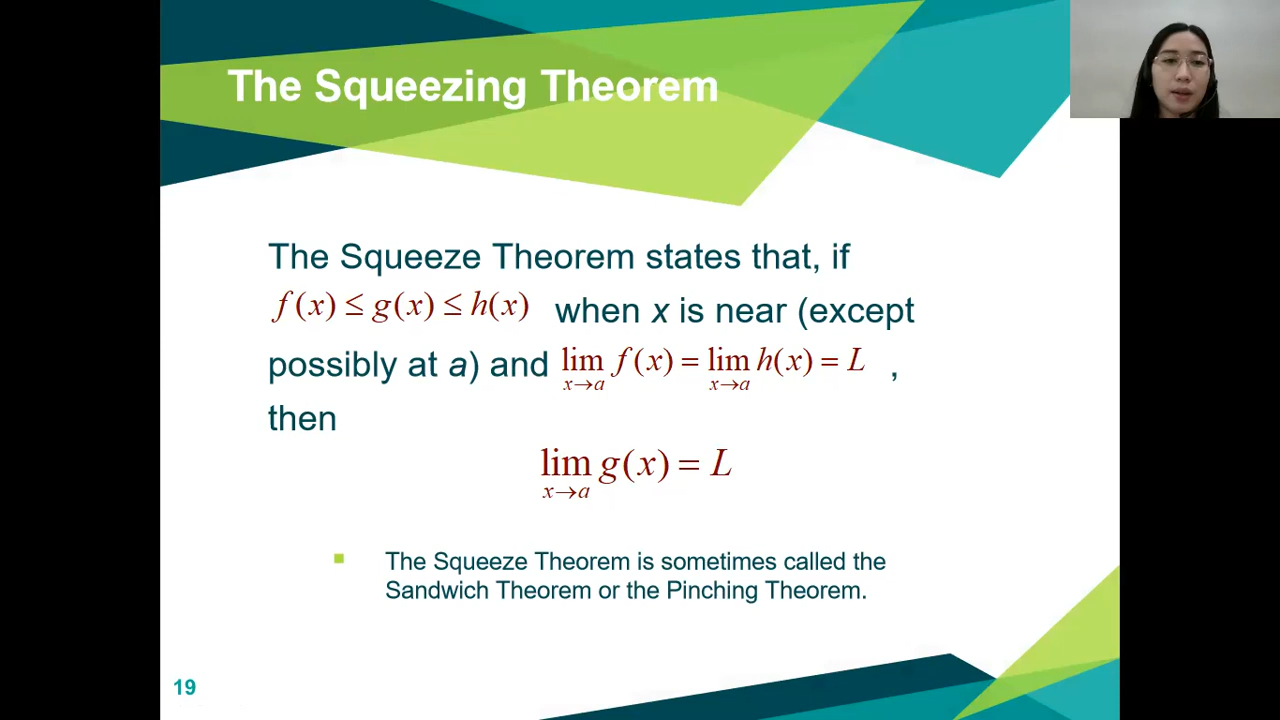 The Squeezing Theorem
The Squeeze Theorem states that, if
f(x) ≤ g(x) ≤ h(x) when x is near (except
possibly at a) and lim x→a f(x) = lim x→a h(x) = L ,
then
lim x→a g(x) = L
The Squeeze Theorem is sometimes called the
Sandwich Theorem or the Pinching Theorem.
19